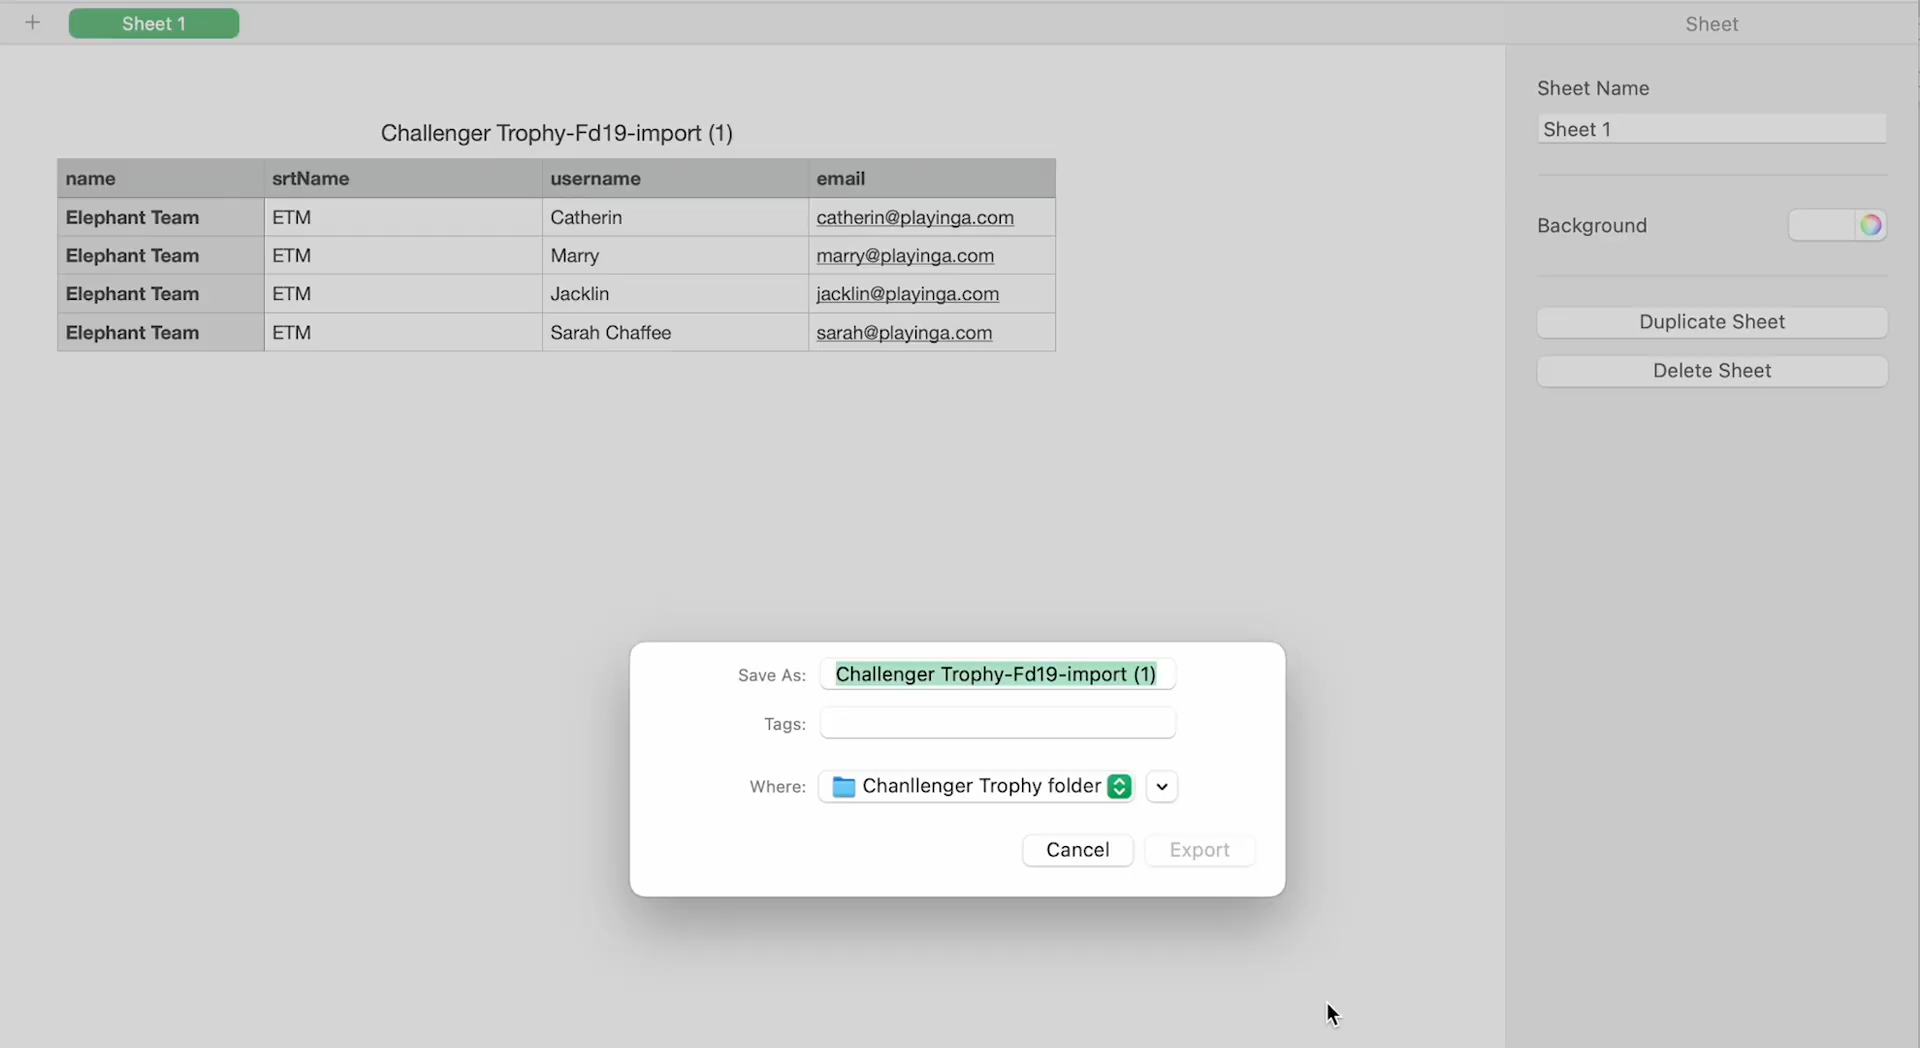 + Sheet 1 Sheet
Sheet Name
Sheet 1
Background
Duplicate Sheet
Delete Sheet
Challenger Trophy-Fd19-import (1)
name srtName username email
Elephant Team ETM Catherin catherin@playinga.com
Elephant Team ETM Marry marry@playinga.com
Elephant Team ETM Jacklin jacklin@playinga.com
Elephant Team ETM Sarah Chaffee sarah@playinga.com
Save As: Challenger Trophy-Fd19-import (1)
Tags:
Where: Chanllenger Trophy folder
Cancel Export